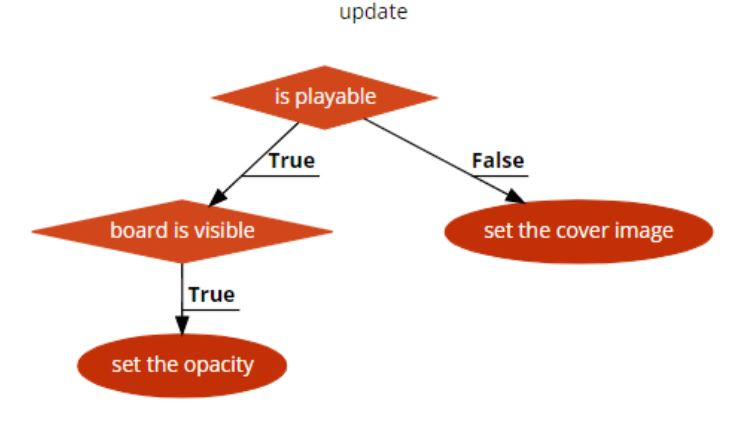 update
is playable
True
False
board is visible
set the cover image
True
set the opacity